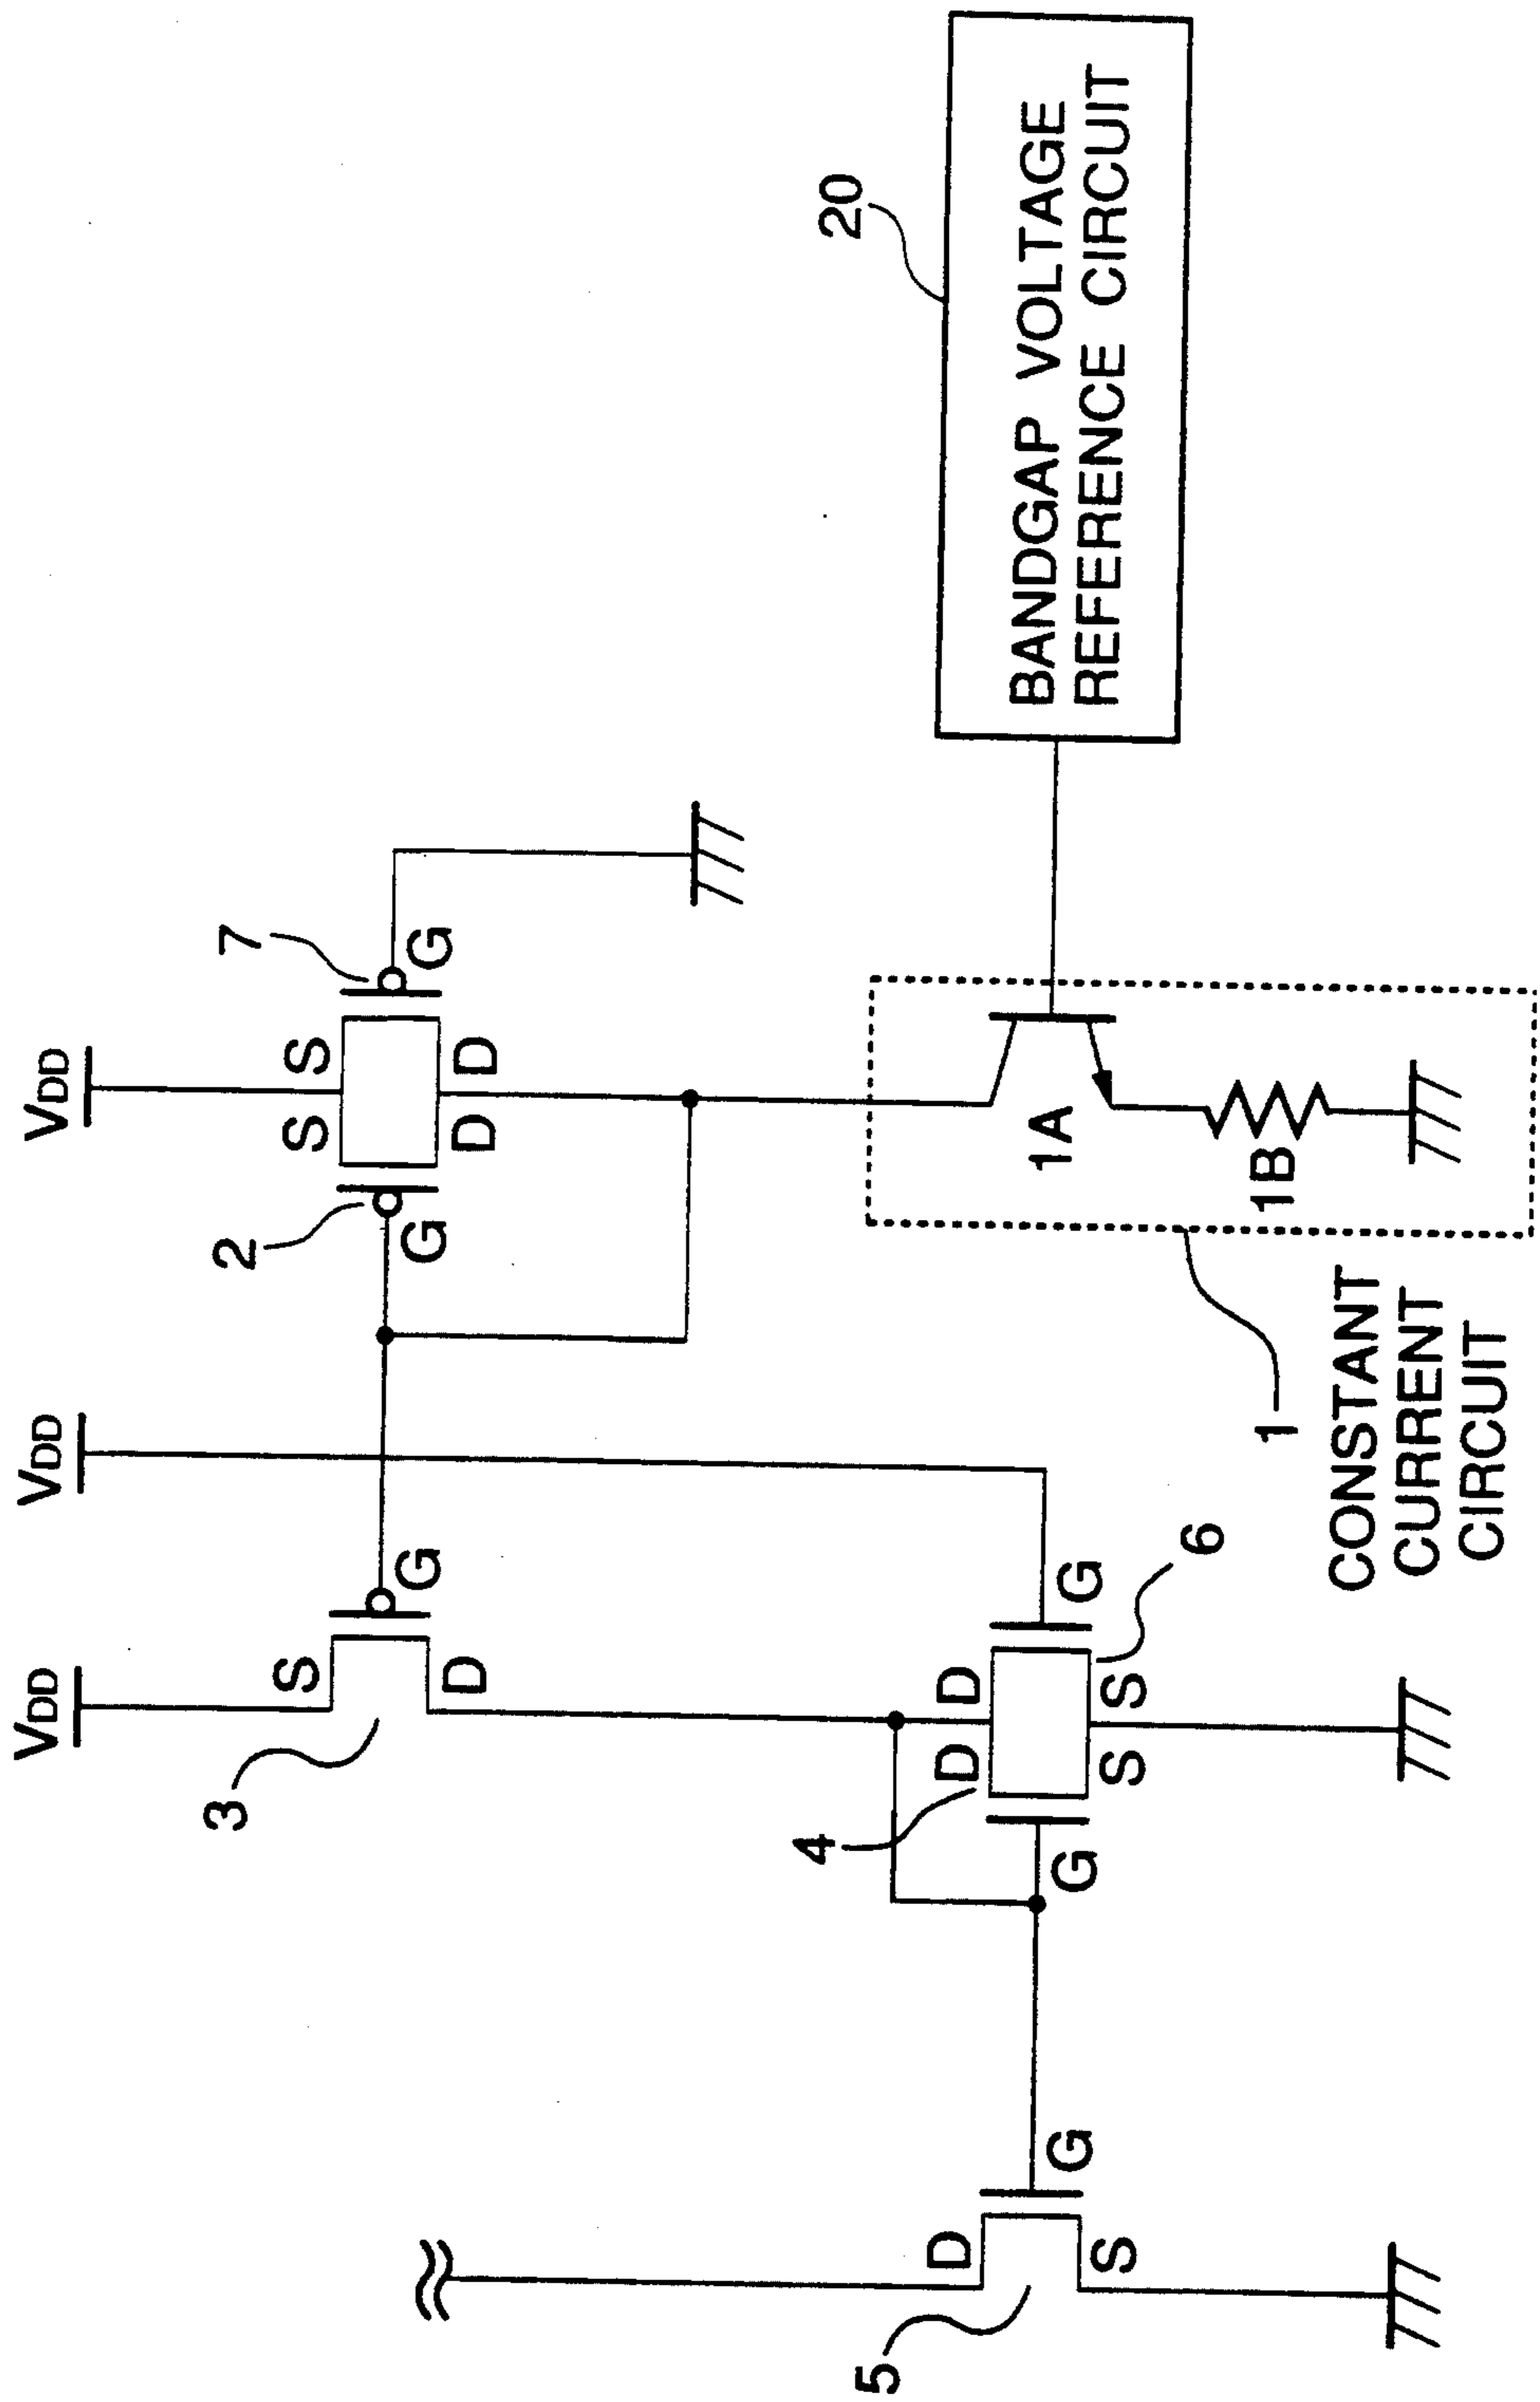 VDD
VDD
VDD
3
S
G
D
2
S
S
7
G
G
D
D
20
BANDGAP VOLTAGE
REFERENCE CIRCUIT
4
D
D
G
G
S
S
6
5
D
G
S
1A
1B
1
CONSTANT
CURRENT
CIRCUIT